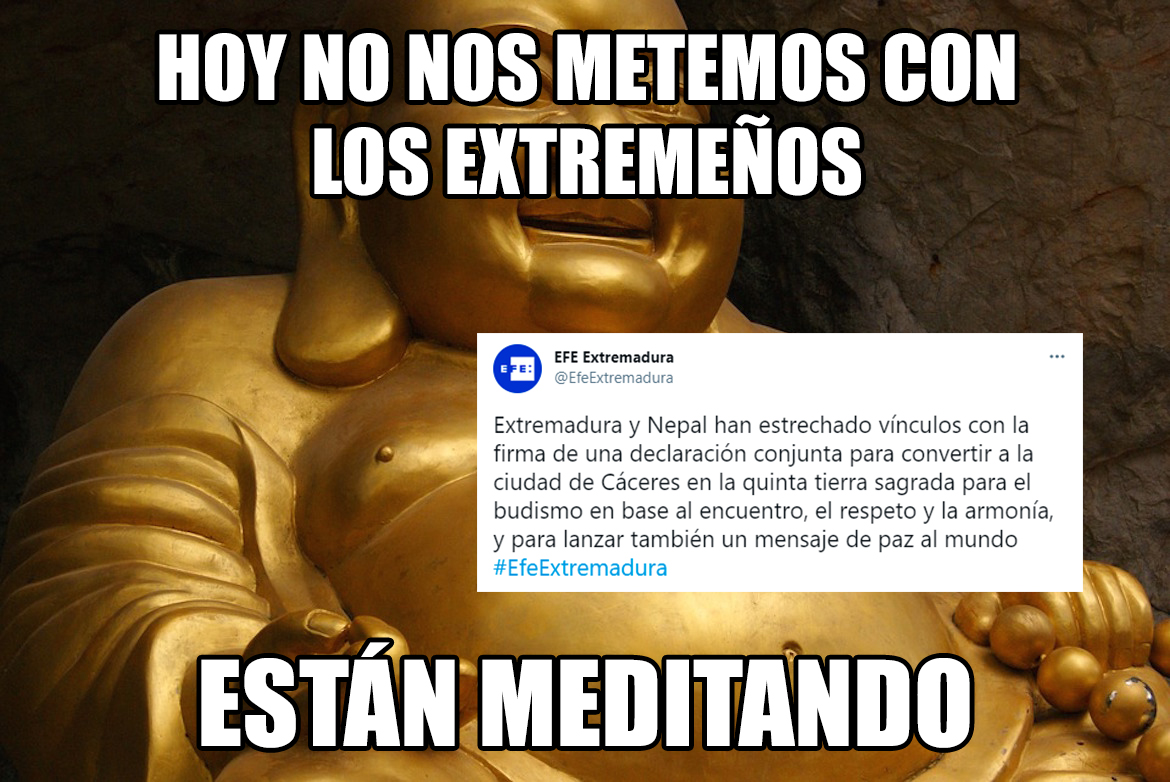 HOY NO NOS METEMOS CON
LOS EXTREMEÑOS
EFE:
EFE Extremadura
@EfeExtremadura
Extremadura y Nepal han estrechado vínculos con la
firma de una declaración conjunta para convertir a la
ciudad de Cáceres en la quinta tierra sagrada para el
budismo en base al encuentro, el respeto y la armonía,
y para lanzar también un mensaje de paz al mundo
#EfeExtremadura
ESTÁN MEDITANDO